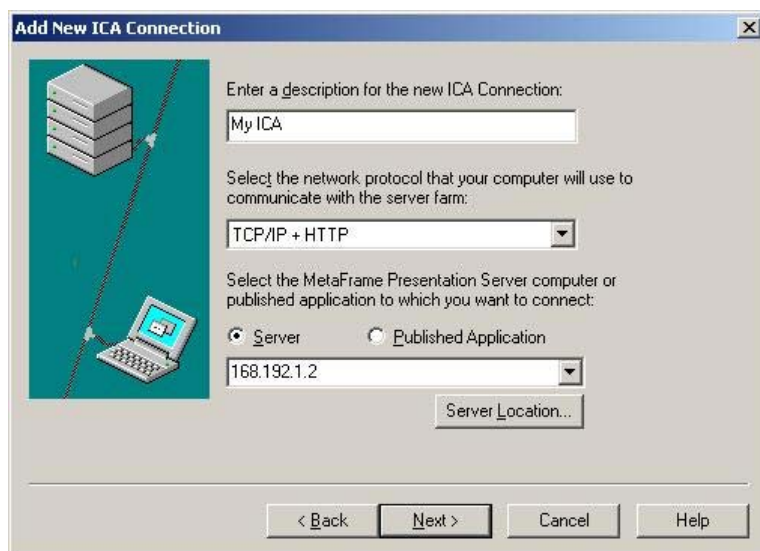 Add New ICA Connection
Enter a description for the new ICA Connection:
My ICA
Select the network protocol that your computer will use to
communicate with the server farm:
TCP/IP + HTTP
Select the MetaFrame Presentation Server computer or
published application to which you want to connect:
Server Published Application
168.192.1.2
Server Location...
< Back Next > Cancel Help